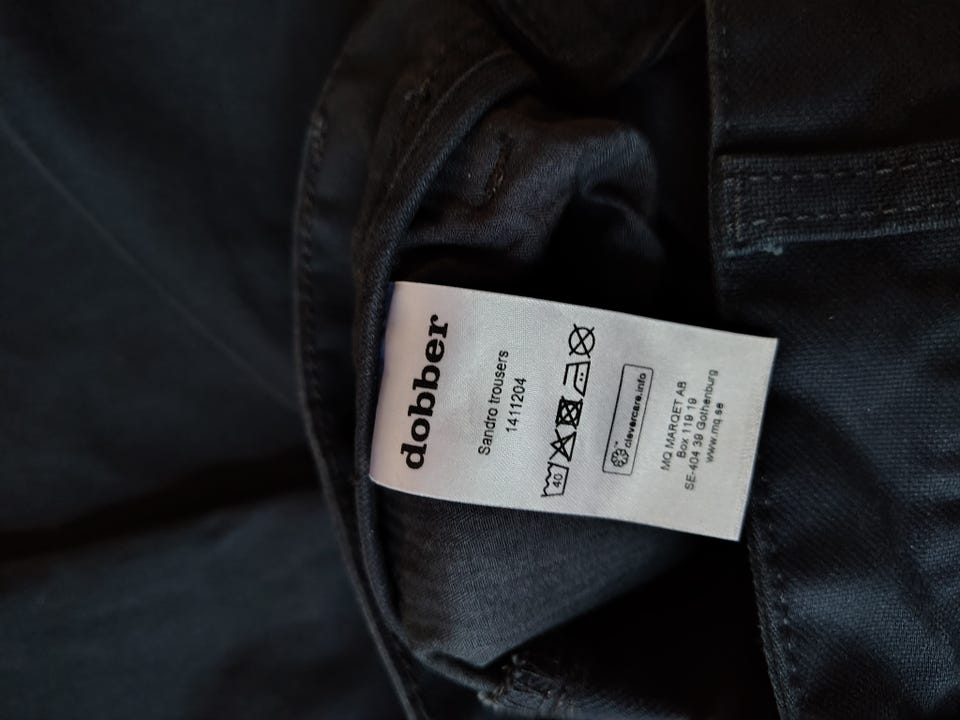 dobber
Sandro trousers
1411204
40
clevercare.info
MQ MARQET AB
Box 119 19
SE-404 39 Gothenburg
www.mq.se